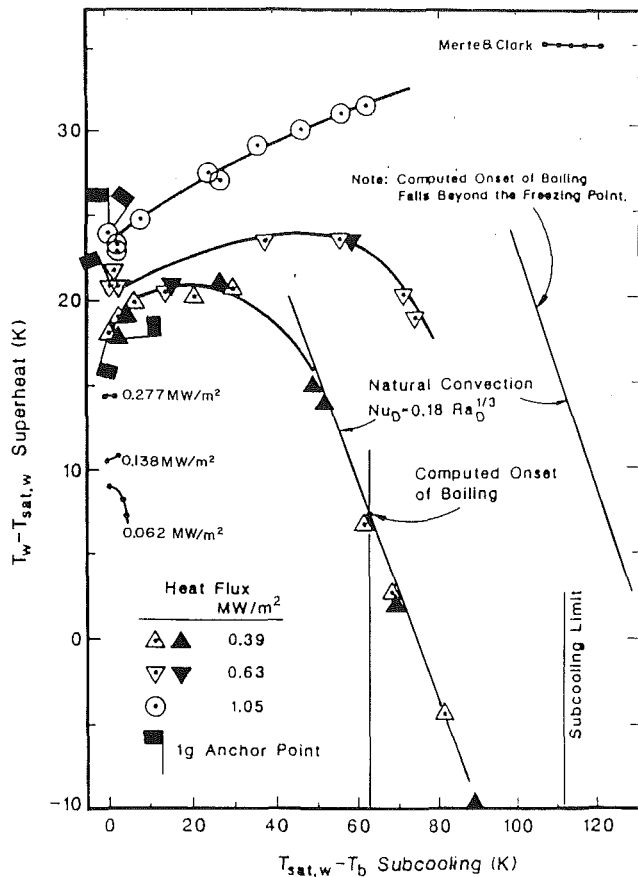 Merte & Clark
30
Note: Computed Onset of Boiling
Falls Beyond the Freezing Point.
20
Natural Convection
Nu_D=0.18 Ra_D^1/3
0.277 MW/m²
0.138 MW/m²
0.062 MW/m²
10
Computed Onset
of Boiling
Heat Flux
MW/m²
0.39
0.63
1.05
1g Anchor Point
Subcooling Limit
0
-10
0 20 40 60 80 100 120
T_sat,w-T_b Subcooling (K)
T_w-T_sat,w Superheat (K)